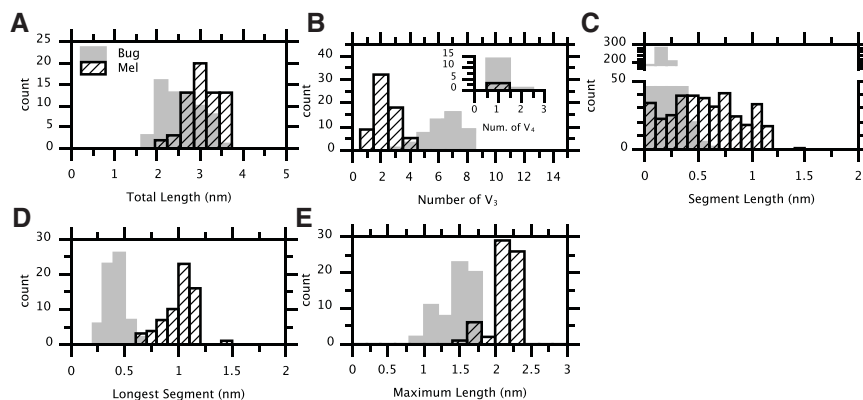 A
count
25
20
15
10
5
0
Bug
Mel
0 1 2 3 4 5
Total Length (nm)
B
count
40
30
20
10
0
15
10
5
0
0 1 2 3
Num. of V4
0 2 4 6 8 10 12 14
Number of V3
C
count
300
200
50
0
0 0.5 1 1.5 2
Segment Length (nm)
D
count
30
20
10
0
0 0.5 1 1.5 2
Longest Segment (nm)
E
count
30
20
10
0
0 0.5 1 1.5 2 2.5 3
Maximum Length (nm)